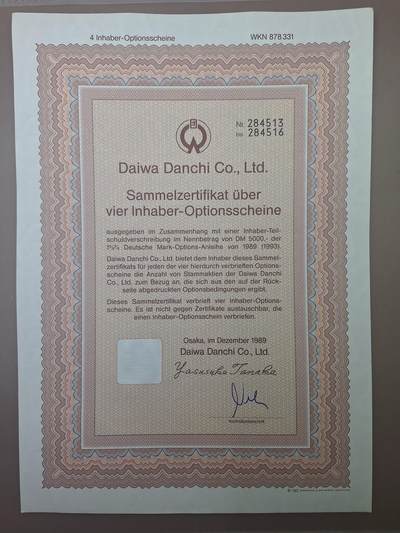 4 Inhaber-Optionsscheine WKN 878 331
Nr. 284513
bis 284516
Daiwa Danchi Co., Ltd.
Sammelzertifikat über
vier Inhaber-Optionsscheine
ausgegeben im Zusammenhang mit einer Inhaber-Teil-
schuldverschreibung im Nennbetrag von DM 5000,- der
Deutsche Mark-Options-Anleihe von 1989 (1993).
Daiwa Danchi Co., Ltd. bietet dem Inhaber dieses Sammel-
zertifikats für jeden der vier hierdurch verbrieften Options-
scheine die Anzahl von Stammaktien der Daiwa Danchi
Co., Ltd. zum Bezug an, die sich aus den auf der Rück-
seite abgedruckten Optionsbedingungen ergibt.
Dieses Sammelzertifikat verbrieft vier Inhaber-Options-
scheine. Es ist nicht gegen Zertifikate austauschbar, die
einen Inhaber-Optionsschein verbriefen.
Osaka, im Dezember 1989
Daiwa Danchi Co., Ltd.
Yasusuke Tanaka
Kontrollunterschrift